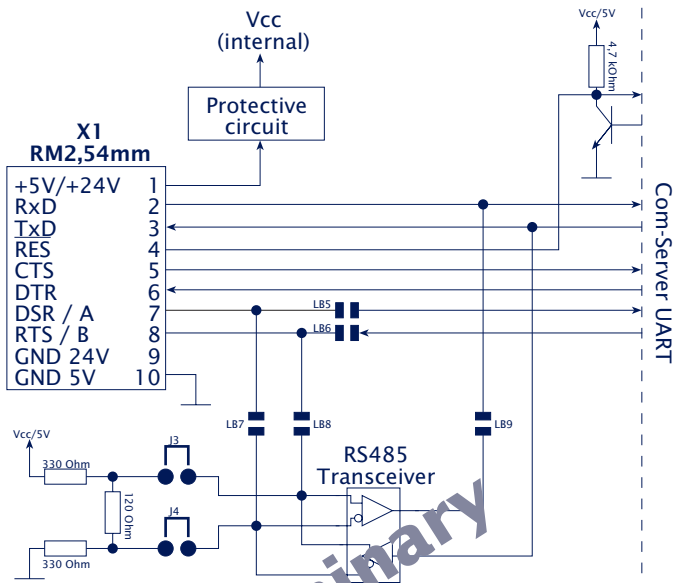 Vcc
(internal)
Vcc/5V
4,7 kOhm
Protective
circuit
X1
RM2,54mm
+5V/+24V 1
RxD 2
TxD 3
RES 4
CTS 5
DTR 6
DSR / A 7
RTS / B 8
GND 24V 9
GND 5V 10
Com-Server UART
LB5
LB6
LB7
LB8
LB9
Vcc/5V
J3
330 Ohm
120 Ohm
J4
330 Ohm
RS485
Transceiver
inary